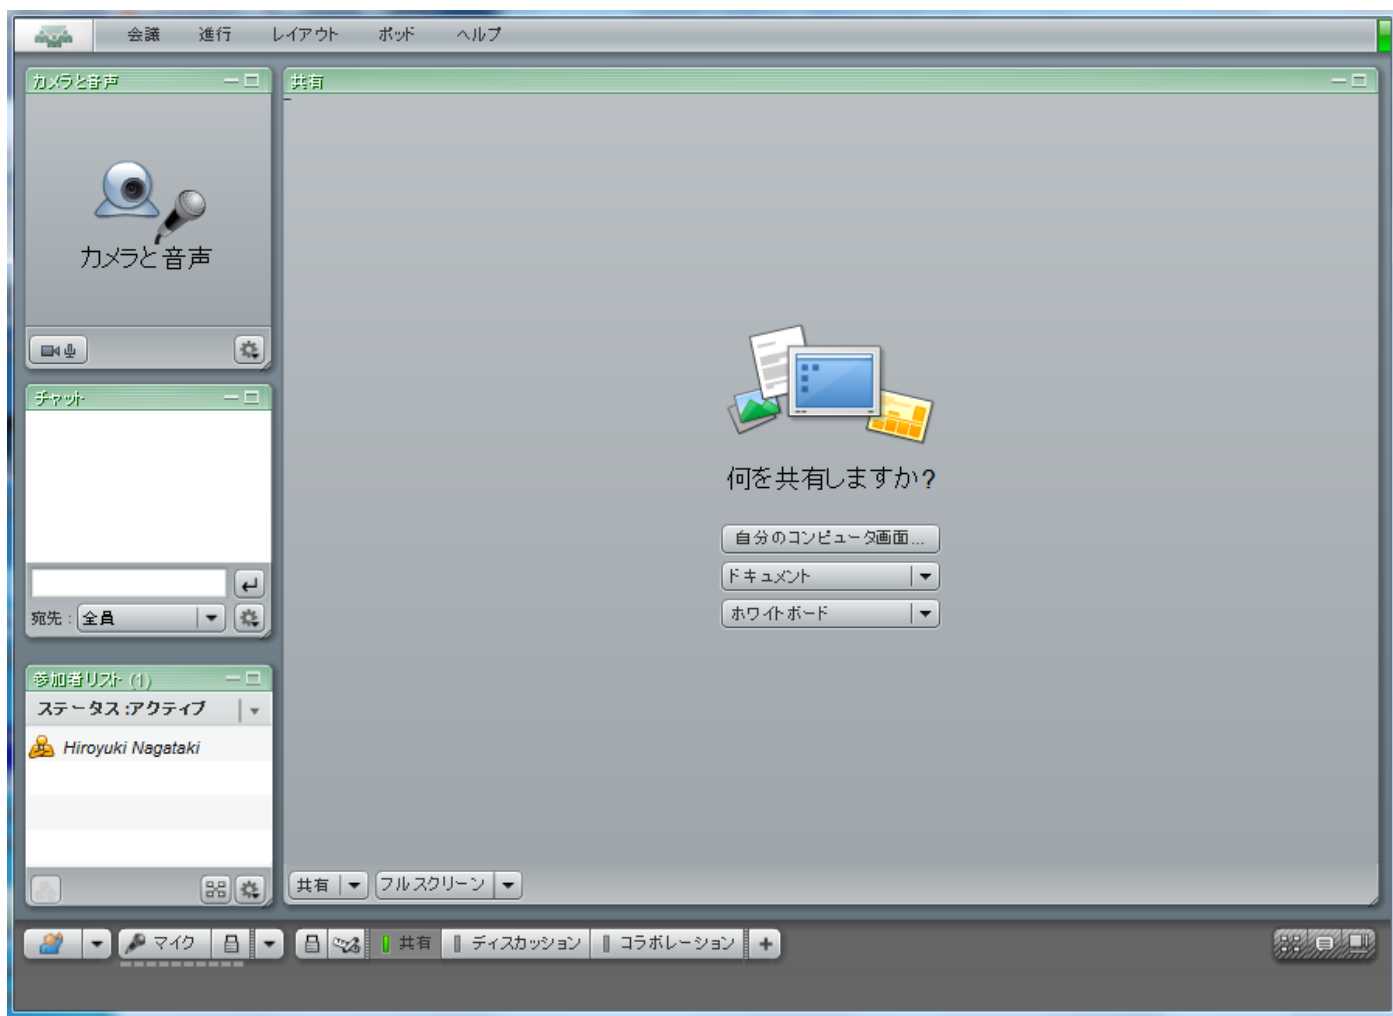 会議 進行 レイアウト ポッド ヘルプ
カメラと音声
共有
カメラと音声
チャット
宛先 : 全員
参加者リスト (1)
ステータス :アクティブ
Hiroyuki Nagataki
何を共有しますか?
自分のコンピュータ画面...
ドキュメント
ホワイトボード
共有 フルスクリーン
マイク 共有 ディスカッション コラボレーション +